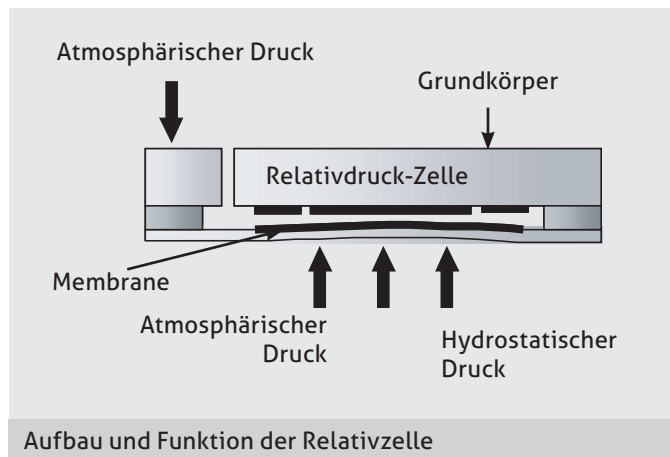 Atmosphärischer Druck
Grundkörper
Relativdruck-Zelle
Membrane
Atmosphärischer
Druck
Hydrostatischer
Druck
Aufbau und Funktion der Relativzelle